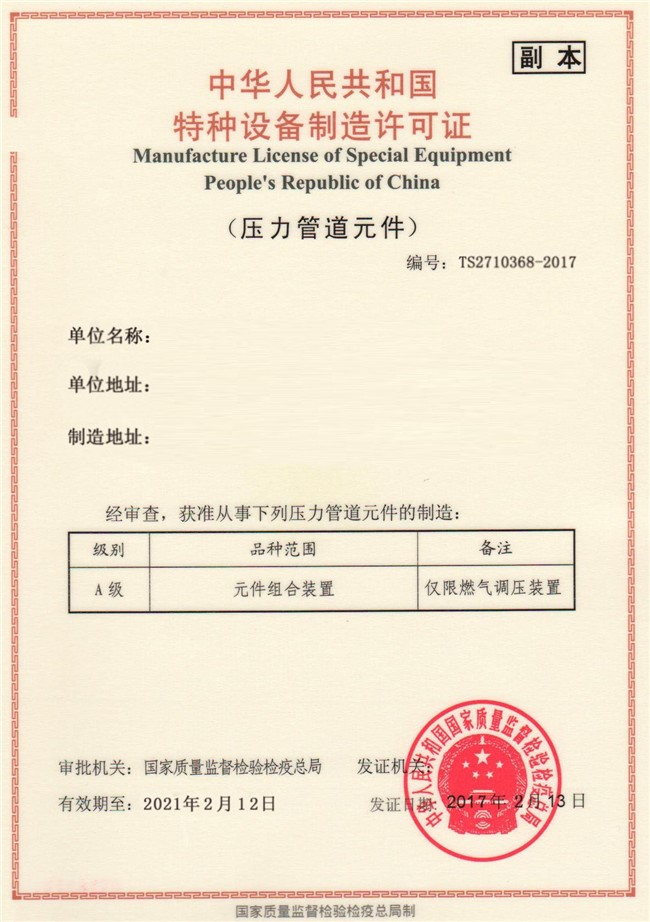 副 本
中华人民共和国
特种设备制造许可证
Manufacture License of Special Equipment
People's Republic of China
（压力管道元件）
编号：TS2710368-2017
单位名称：
单位地址：
制造地址：
经审查，获准从事下列压力管道元件的制造：
级别 品种范围 备注
A级 元件组合装置 仅限燃气调压装置
审批机关：国家质量监督检验检疫总局 发证机关：
有效期至：2021年2月12日 发证日期：2017年2月13日
中华人民共和国国家质量监督检验检疫总局
国家质量监督检验检疫总局制